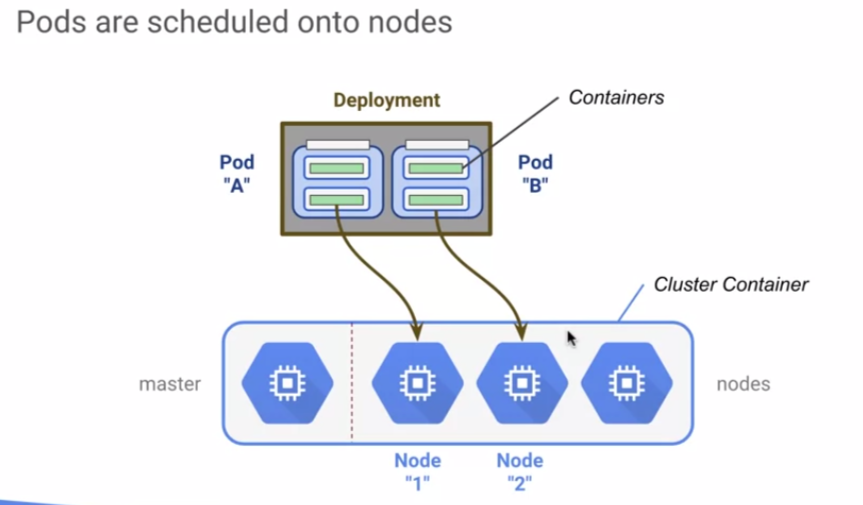 Pods are scheduled onto nodes
Deployment
Containers
Pod
"A"
Pod
"B"
Cluster Container
master
nodes
Node
"1"
Node
"2"